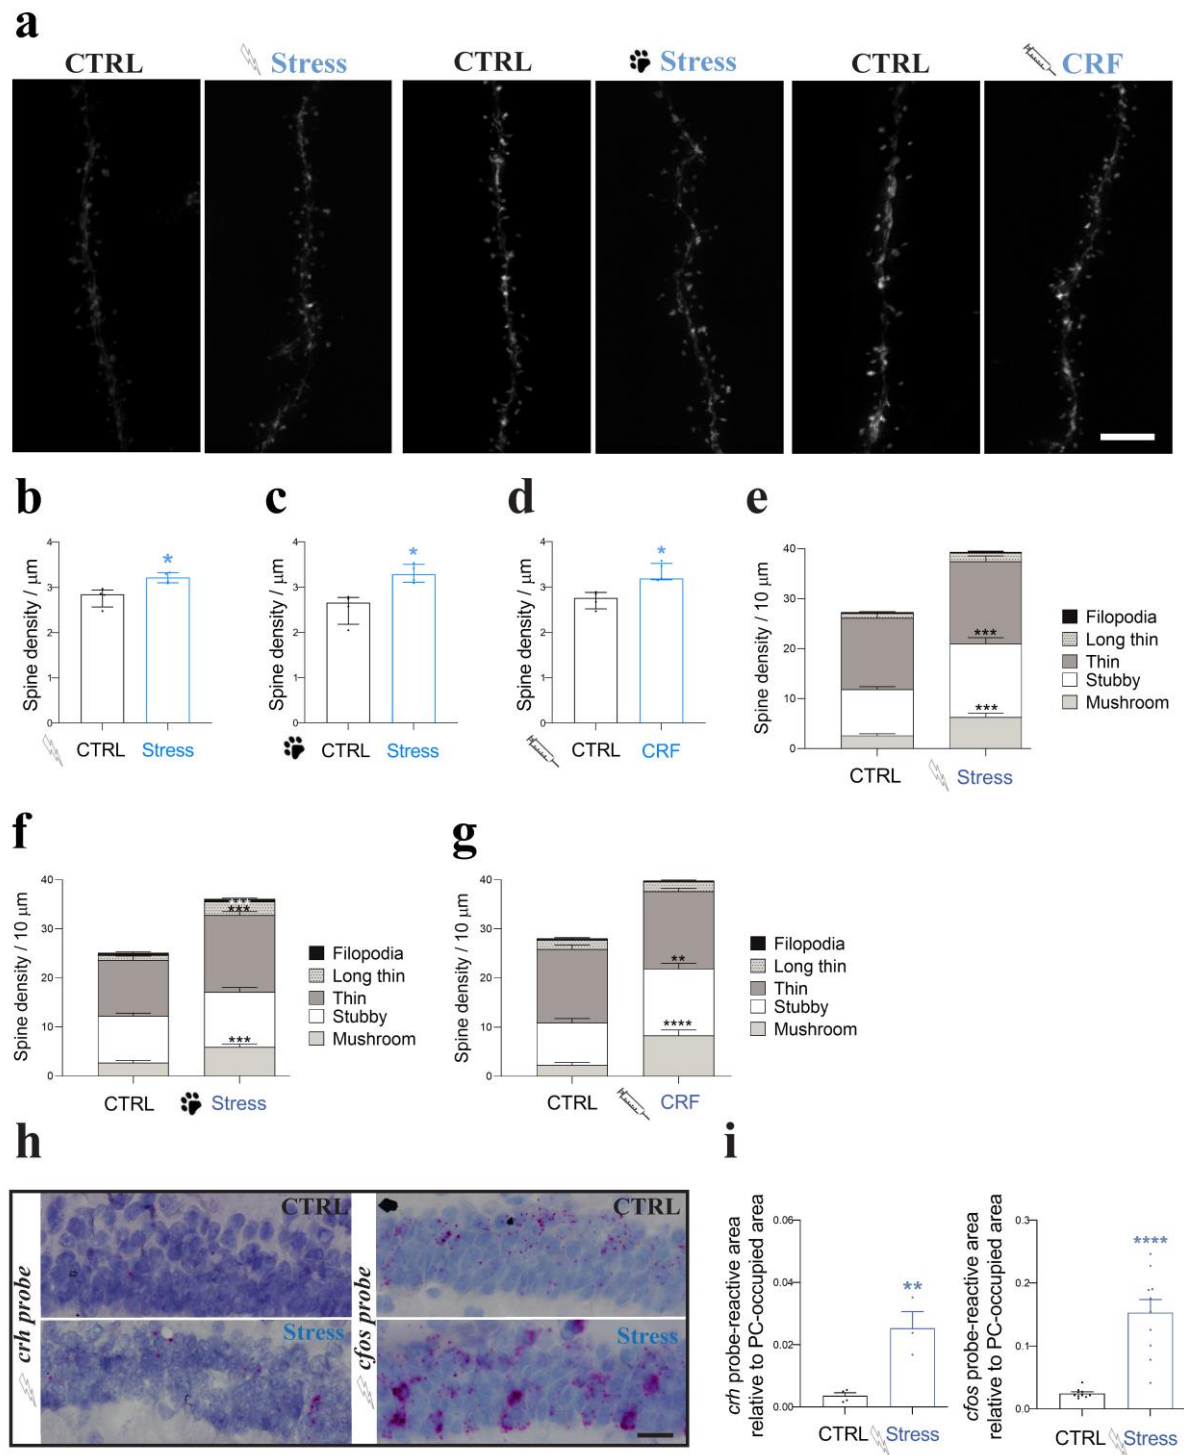 a
CTRL
Stress
CTRL
Stress
CTRL
CRF
b
c
d
e
Spine density / μm
4
3
2
1
0
*
CTRL
Stress
Spine density / μm
4
3
2
1
0
*
CTRL
Stress
Spine density / μm
4
3
2
1
0
*
CTRL
CRF
Spine density / 10 μm
40
30
20
10
0
***
***
CTRL
Stress
Filopodia
Long thin
Thin
Stubby
Mushroom
f
g
Spine density / 10 μm
40
30
20
10
0
***
***
***
CTRL
Stress
Filopodia
Long thin
Thin
Stubby
Mushroom
Spine density / 10 μm
40
30
20
10
0
**
****
CTRL
CRF
Filopodia
Long thin
Thin
Stubby
Mushroom
h
i
crh probe
CTRL
Stress
cfos probe
CTRL
Stress
crh probe-reactive area
relative to PC-occupied area
0.06
0.04
0.02
0.00
**
CTRL
Stress
cfos probe-reactive area
relative to PC-occupied area
0.3
0.2
0.1
0.0
****
CTRL
Stress